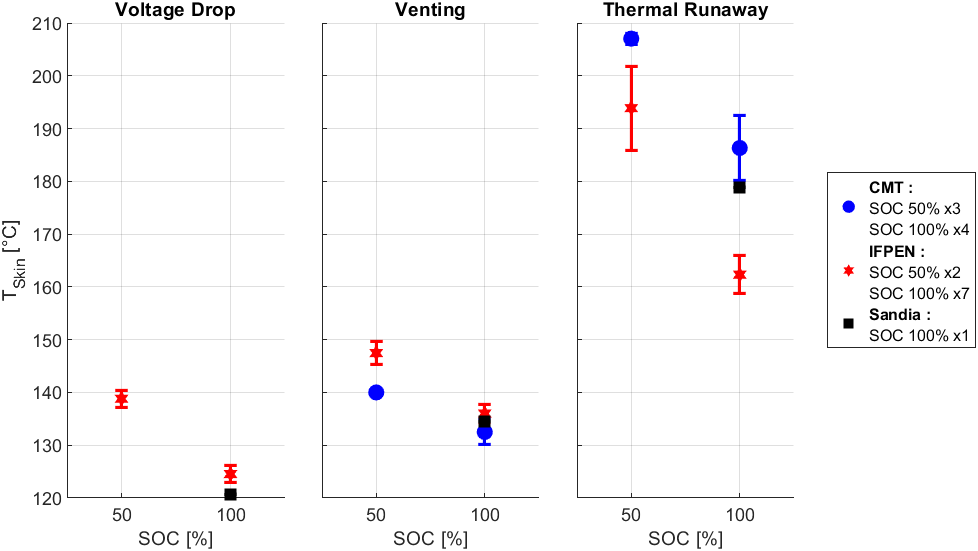 Voltage Drop
Venting
Thermal Runaway
T_Skin [°C]
210
200
190
180
170
160
150
140
130
120
50
100
50
100
50
100
SOC [%]
SOC [%]
SOC [%]
CMT :
SOC 50% x3
SOC 100% x4
IFPEN :
SOC 50% x2
SOC 100% x7
Sandia :
SOC 100% x1